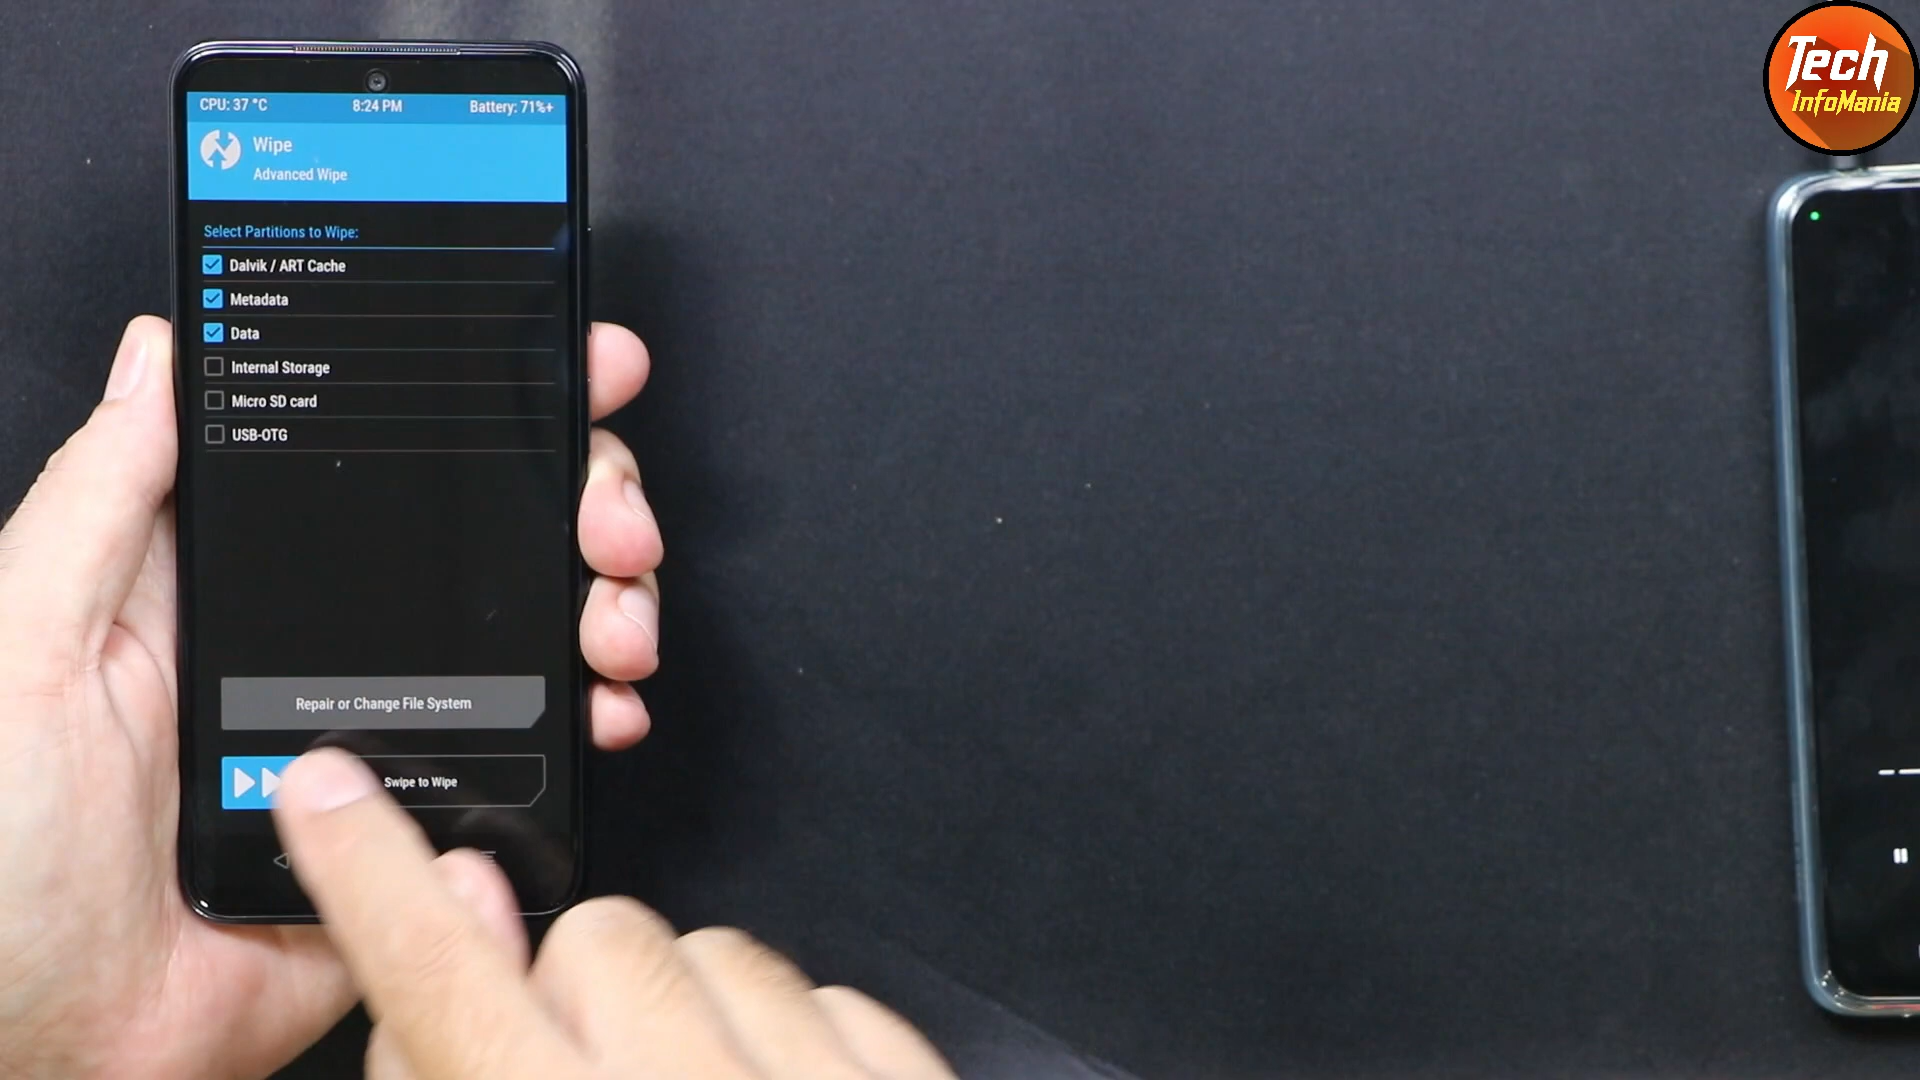 Tech
InfoMania
CPU: 37 °C 8:24 PM Battery: 71%+
Wipe
Advanced Wipe
Select Partitions to Wipe:
Dalvik / ART Cache
Metadata
Data
Internal Storage
Micro SD card
USB-OTG
Repair or Change File System
Swipe to Wipe